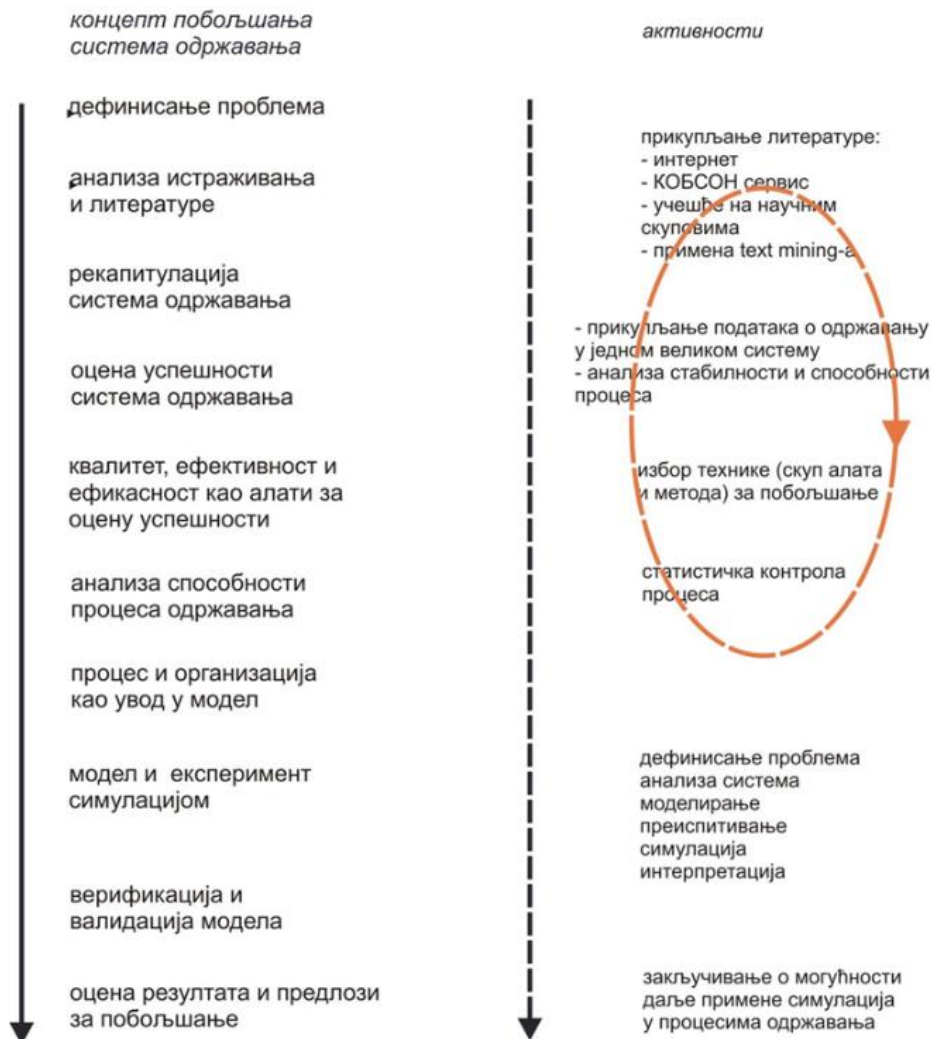 концепт побољшања
система одржавања
дефинисање проблема
анализа истраживања
и литературе
рекапитулација
система одржавања
оцена успешности
система одржавања
квалитет, ефективност и
ефикасност као алати за
оцену успешности
анализа способности
процеса одржавања
процес и организација
као увод у модел
модел и експеримент
симулацијом
верификација и
валидација модела
оцена резултата и предлози
за побољшање
активности
прикупљање литературе:
- интернет
- КОБСОН сервис
- учешће на научним
скуповима
- примена text mining-а
- прикупљање података о одржавању
у једном великом систему
- анализа стабилности и способности
процеса
избор технике (скуп алата
и метода) за побољшање
статистичка контрола
процеса
дефинисање проблема
анализа система
моделирање
преиспитивање
симулација
интерпретација
закључивање о могућности
даље примене симулација
у процесима одржавања